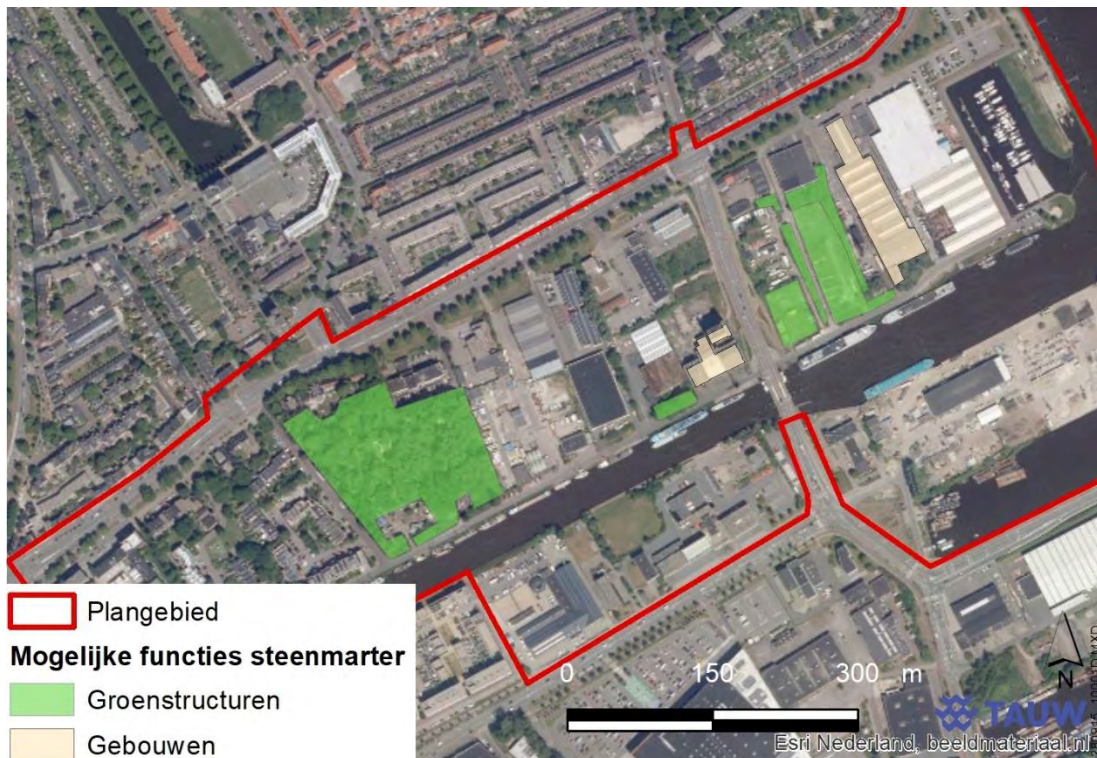 Plangebied
Mogelijke functies steenmarter
Groenstructuren
Gebouwen
0 150 300 m
N
TAUW
Esri Nederland, beeldmateriaal.nl